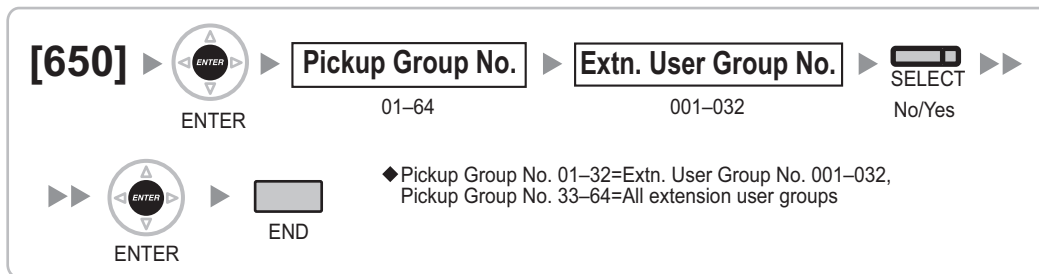 [650] ENTER Pickup Group No. Extn. User Group No. SELECT
ENTER 01–64 001–032 No/Yes
ENTER END
ENTER
◆Pickup Group No. 01–32=Extn. User Group No. 001–032,
Pickup Group No. 33–64=All extension user groups